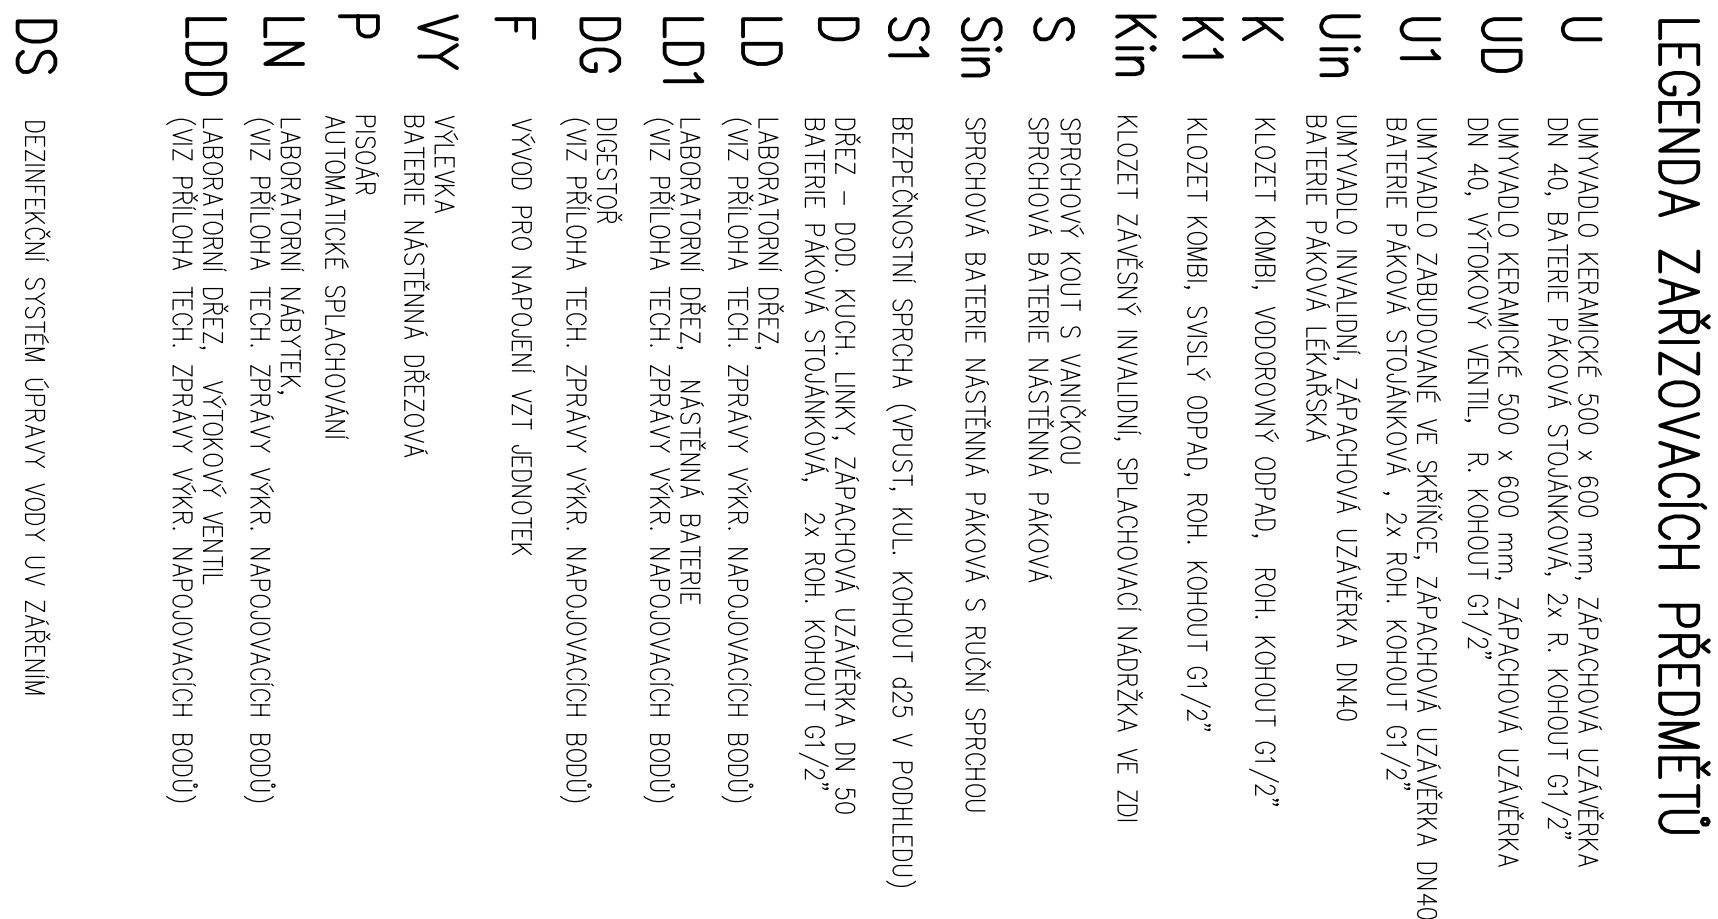 LEGENDA ZAŘIZOVACÍCH PŘEDMĚTŮ
U UMYVADLO KERAMICKÉ 500 x 600 mm, ZÁPACHOVÁ UZÁVĚRKA
DN 40, BATERIE PÁKOVÁ STOJÁNKOVÁ, 2x R. KOHOUT G1/2"
UD UMYVADLO KERAMICKÉ 500 x 600 mm, ZÁPACHOVÁ UZÁVĚRKA
DN 40, VÝTOKOVÝ VENTIL, R. KOHOUT G1/2"
U1 UMYVADLO ZABUDOVANÉ VE SKŘÍŇCE, ZÁPACHOVÁ UZÁVĚRKA DN40
BATERIE PÁKOVÁ STOJÁNKOVÁ , 2x ROH. KOHOUT G1/2"
Uin UMYVADLO INVALIDNÍ, ZÁPACHOVÁ UZÁVĚRKA DN40
BATERIE PÁKOVÁ LÉKAŘSKÁ
K KLOZET KOMBI, VODOROVNÝ ODPAD, ROH. KOHOUT G1/2"
K1 KLOZET KOMBI, SVISLÝ ODPAD, ROH. KOHOUT G1/2"
Kin KLOZET ZÁVĚSNÝ INVALIDNÍ, SPLACHOVACÍ NÁDRŽKA VE ZDI
S SPRCHOVÝ KOUT S VANIČKOU
SPRCHOVÁ BATERIE NÁSTĚNNÁ PÁKOVÁ
Sin SPRCHOVÁ BATERIE NÁSTĚNNÁ PÁKOVÁ S RUČNÍ SPRCHOU
S1 BEZPEČNOSTNÍ SPRCHA (VPUST, KUL. KOHOUT d25 V PODHLEDU)
D DŘEZ – DOD. KUCH. LINKY, ZÁPACHOVÁ UZÁVĚRKA DN 50
BATERIE PÁKOVÁ STOJÁNKOVÁ, 2x ROH. KOHOUT G1/2"
LD LABORATORNÍ DŘEZ,
(VIZ PŘÍLOHA TECH. ZPRÁVY VÝKR. NAPOJOVACÍCH BODŮ)
LD1 LABORATORNÍ DŘEZ, NÁSTĚNNÁ BATERIE
(VIZ PŘÍLOHA TECH. ZPRÁVY VÝKR. NAPOJOVACÍCH BODŮ)
DG DIGESTOŘ
(VIZ PŘÍLOHA TECH. ZPRÁVY VÝKR. NAPOJOVACÍCH BODŮ)
F VÝVOD PRO NAPOJENÍ VZT JEDNOTEK
VY VÝLEVKA
BATERIE NÁSTĚNNÁ DŘEZOVÁ
P PISOÁR
AUTOMATICKÉ SPLACHOVÁNÍ
LN LABORATORNÍ NÁBYTEK,
(VIZ PŘÍLOHA TECH. ZPRÁVY VÝKR. NAPOJOVACÍCH BODŮ)
LDD LABORATORNÍ DŘEZ, VÝTOKOVÝ VENTIL
(VIZ PŘÍLOHA TECH. ZPRÁVY VÝKR. NAPOJOVACÍCH BODŮ)
DS DEZINFEKČNÍ SYSTÉM ÚPRAVY VODY UV ZÁŘENÍM